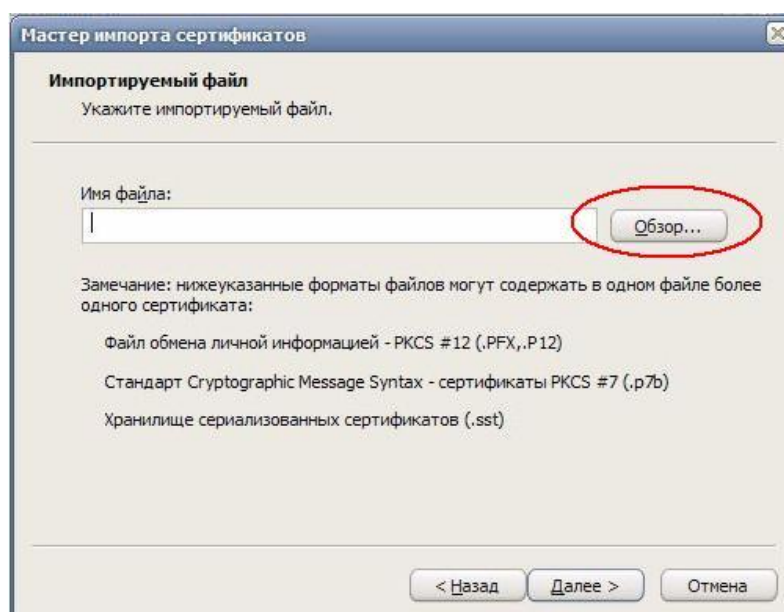 Мастер импорта сертификатов
Импортируемый файл
Укажите импортируемый файл.
Имя файла:
Обзор...
Замечание: нижеуказанные форматы файлов могут содержать в одном файле более
одного сертификата:
Файл обмена личной информацией - PKCS #12 (.PFX,.P12)
Стандарт Cryptographic Message Syntax - сертификаты PKCS #7 (.p7b)
Хранилище сериализованных сертификатов (.sst)
< Назад Далее > Отмена